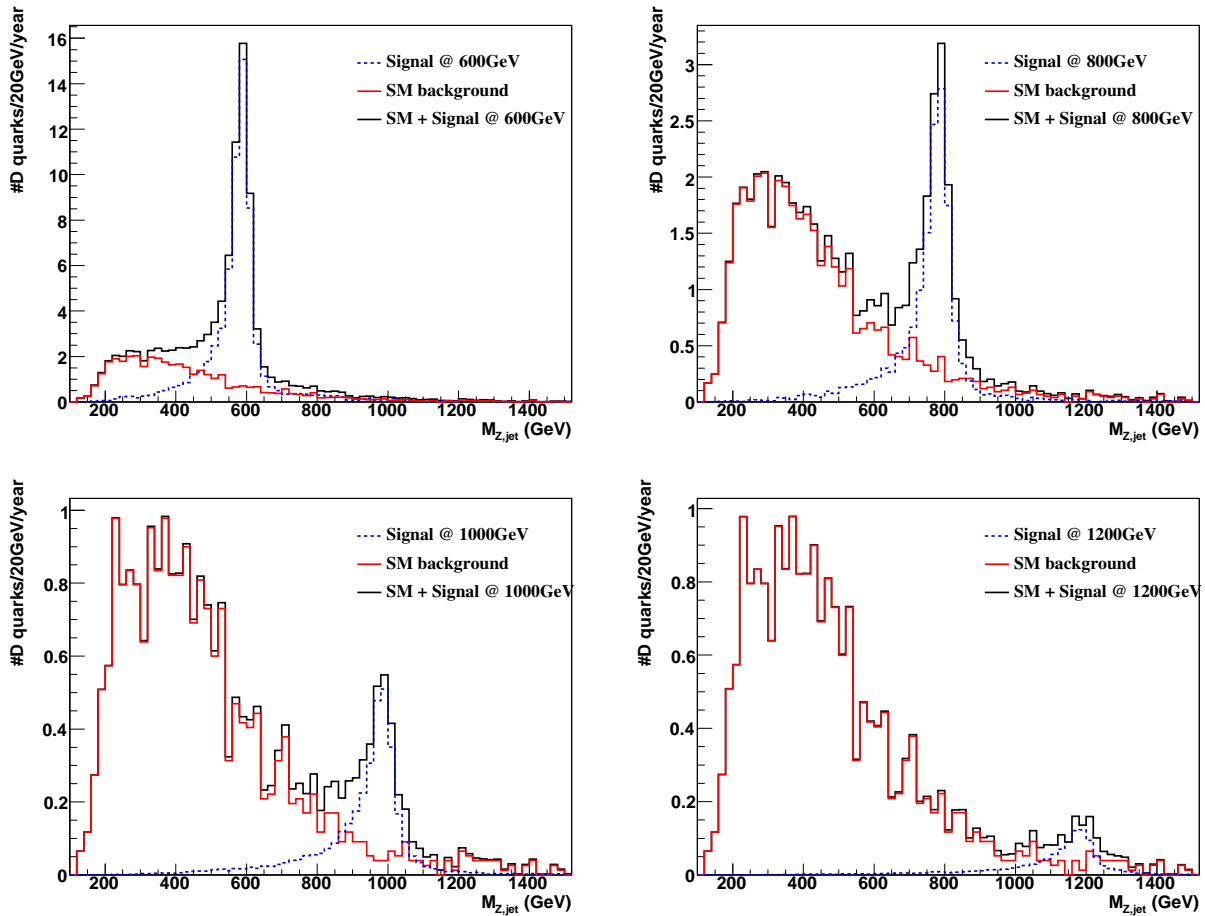 #D quarks/20GeV/year
16
14
12
10
8
6
4
2
0
Signal @ 600GeV
SM background
SM + Signal @ 600GeV
200 400 600 800 1000 1200 1400
M_Z,jet (GeV)
#D quarks/20GeV/year
3
2.5
2
1.5
1
0.5
0
Signal @ 800GeV
SM background
SM + Signal @ 800GeV
200 400 600 800 1000 1200 1400
M_Z,jet (GeV)
#D quarks/20GeV/year
1
0.8
0.6
0.4
0.2
0
Signal @ 1000GeV
SM background
SM + Signal @ 1000GeV
200 400 600 800 1000 1200 1400
M_Z,jet (GeV)
#D quarks/20GeV/year
1
0.8
0.6
0.4
0.2
0
Signal @ 1200GeV
SM background
SM + Signal @ 1200GeV
200 400 600 800 1000 1200 1400
M_Z,jet (GeV)